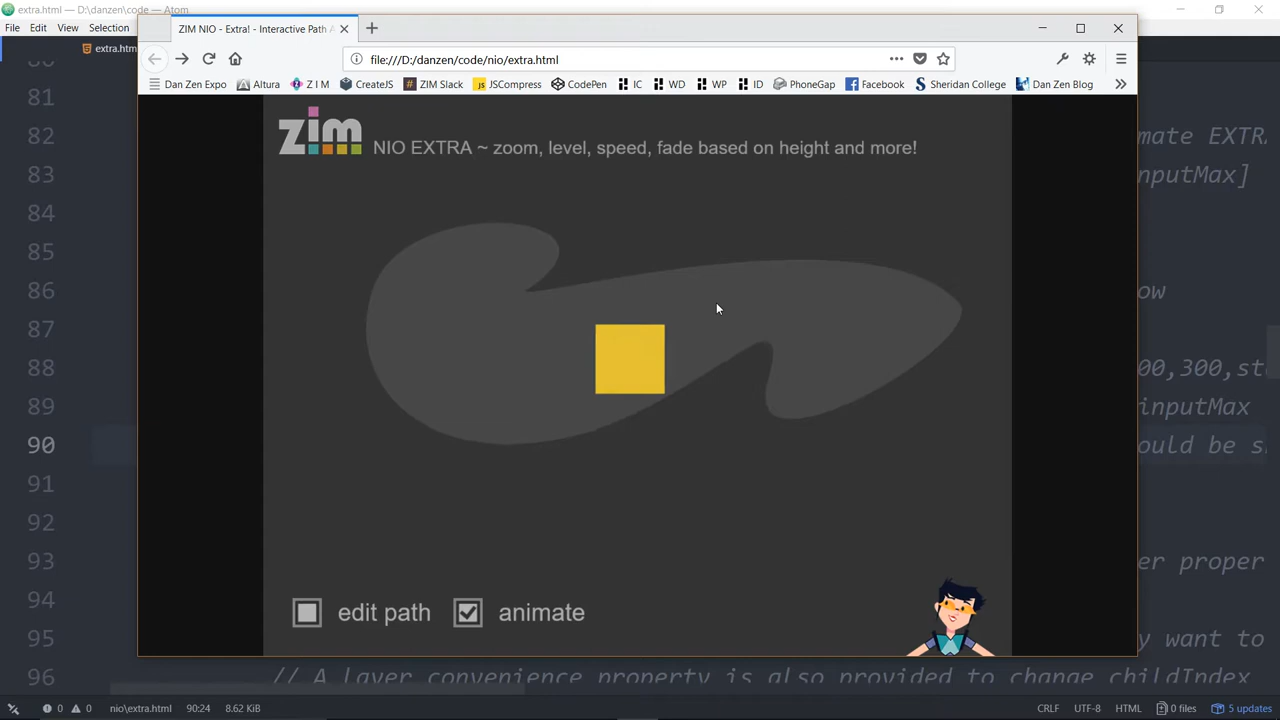 extra.html — D:\danzen\code — Atom
File Edit View Selection
extra.htm
ZIM NIO - Extra! - Interactive Path A
file:///D:/danzen/code/nio/extra.html
Dan Zen Expo Altura Z I M CreateJS ZIM Slack JSCompress CodePen IC WD WP ID PhoneGap Facebook Sheridan College Dan Zen Blog
zim
NIO EXTRA ~ zoom, level, speed, fade based on height and more!
81
82 mate EXTRA
83 inputMax]
84
85
86 ow
87
88 00,300,st
89 inputMax
90 ould be s
91
92
93 er proper
94
95 y want to
96 // A layer convenience property is also provided to change childIndex
edit path animate
0 0 nio\extra.html 90:24 8.62 KiB CRLF UTF-8 HTML 0 files 5 updates